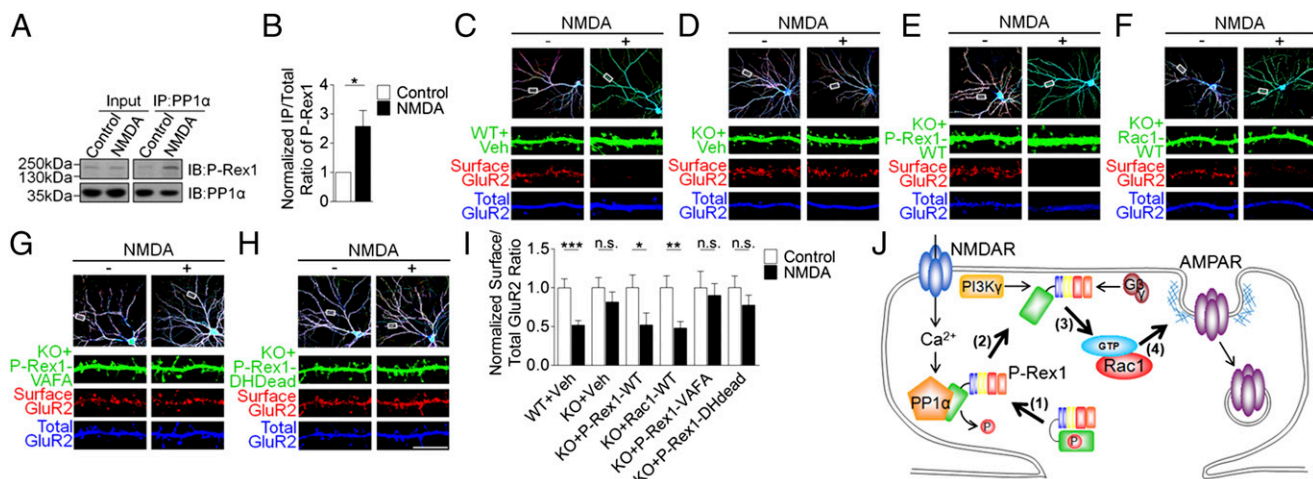 A
Input
IP:PP1α
Control
NMDA
Control
NMDA
250kDa
130kDa
35kDa
IB:P-Rex1
IB:PP1α
B
Normalized IP/Total
Ratio of P-Rex1
4
3
2
1
0
*
Control
NMDA
C
NMDA
- +
WT+
Veh
Surface
GluR2
Total
GluR2
D
NMDA
- +
KO+
Veh
Surface
GluR2
Total
GluR2
E
NMDA
- +
KO+
P-Rex1-
WT
Surface
GluR2
Total
GluR2
F
NMDA
- +
KO+
Rac1-
WT
Surface
GluR2
Total
GluR2
G
NMDA
- +
KO+
P-Rex1-
VAFA
Surface
GluR2
Total
GluR2
H
NMDA
- +
KO+
P-Rex1-
DHDead
Surface
GluR2
Total
GluR2
I
Normalized Surface/
Total GluR2 Ratio
1.5
1.0
0.5
0.0
*** n.s. * ** n.s. n.s.
Control
NMDA
WT+Veh
KO+Veh
KO+P-Rex1-WT
KO+Rac1-WT
KO+P-Rex1-VAFA
KO+P-Rex1-DHdead
J
NMDAR
AMPAR
PI3Kγ
Gβ
γ
Ca²⁺
(2)
(3)
GTP
Rac1
(4)
P-Rex1
PP1α
(1)
P
P